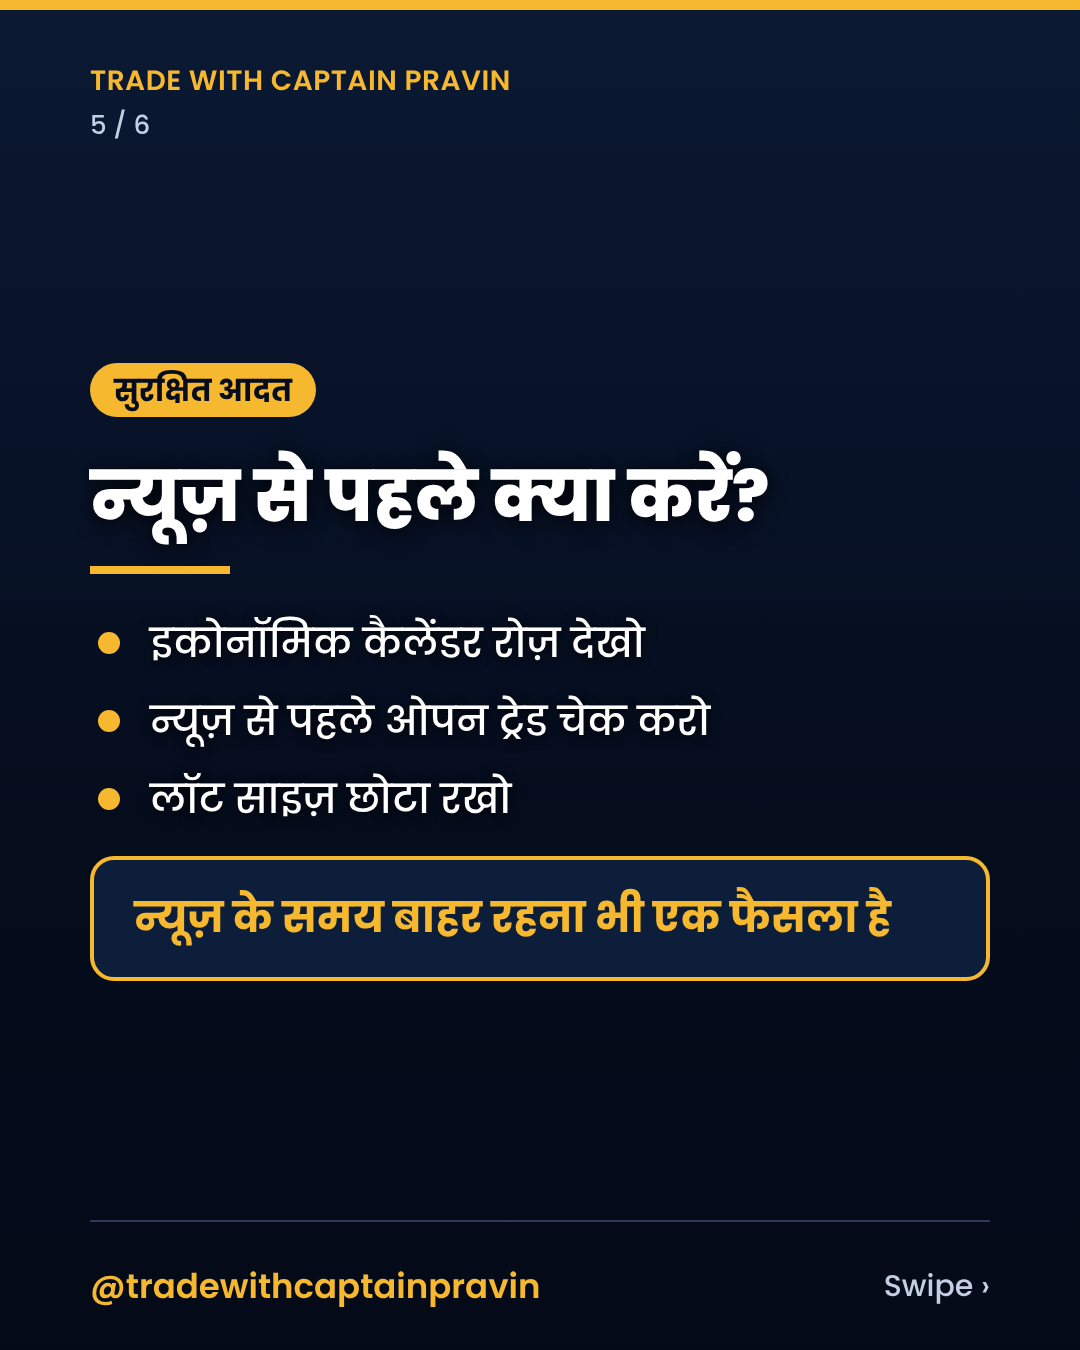 TRADE WITH CAPTAIN PRAVIN
5 / 6
सुरक्षित आदत
न्यूज़ से पहले क्या करें?
इकोनॉमिक कैलेंडर रोज़ देखो
न्यूज़ से पहले ओपन ट्रेड चेक करो
लॉट साइज़ छोटा रखो
न्यूज़ के समय बाहर रहना भी एक फैसला है
@tradewithcaptainpravin
Swipe ›